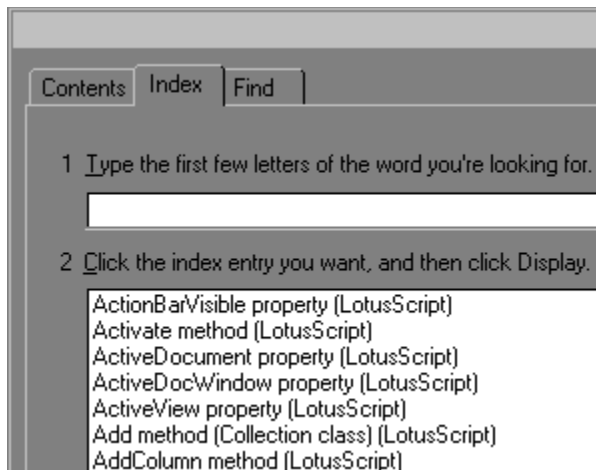 Contents Index Find
1 Type the first few letters of the word you're looking for.
2 Click the index entry you want, and then click Display.
ActionBarVisible property (LotusScript)
Activate method (LotusScript)
ActiveDocument property (LotusScript)
ActiveDocWindow property (LotusScript)
ActiveView property (LotusScript)
Add method (Collection class) (LotusScript)
AddColumn method (LotusScript)